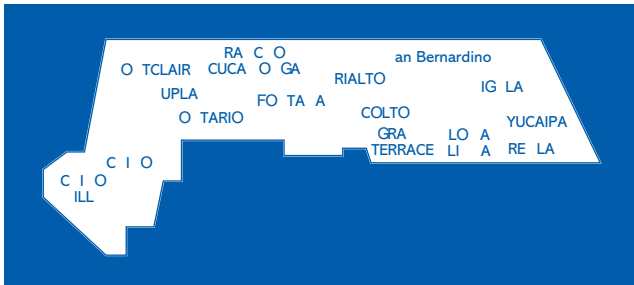 RA C O
CUCA O GA
an Bernardino
O TCLAIR
RIALTO
IG LA
UPLA
FO TA A
O TARIO
COLTO
YUCAIPA
GRA
TERRACE
LO A
LI A
RE LA
C I O
C I O
ILL